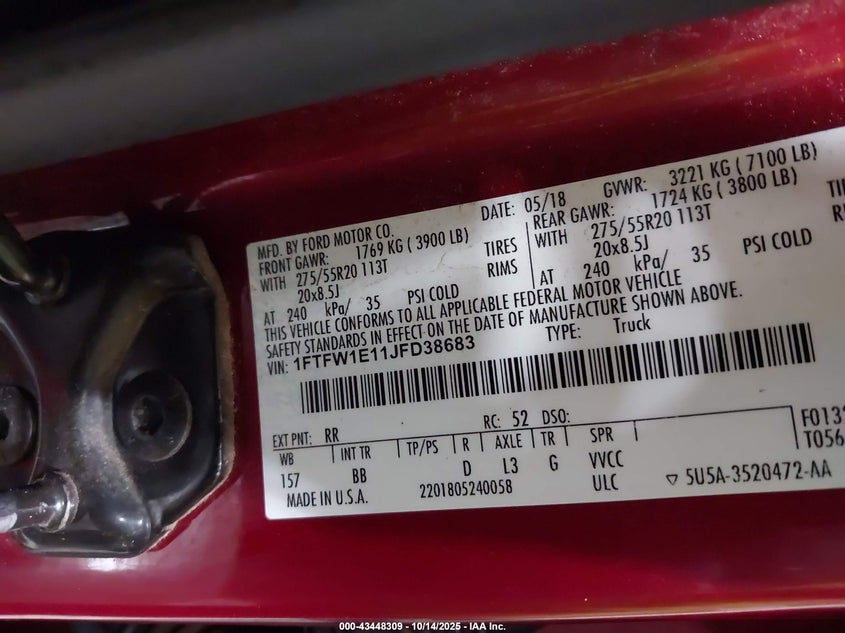 MFD. BY FORD MOTOR CO. DATE: 05/18 GVWR: 3221 KG ( 7100 LB)
FRONT GAWR: 1769 KG ( 3900 LB) REAR GAWR: 1724 KG ( 3800 LB)
WITH 275/55R20 113T TIRES WITH 275/55R20 113T
20x8.5J RIMS 20x8.5J
AT 240 kPa/ 35 PSI COLD AT 240 kPa/ 35 PSI COLD
THIS VEHICLE CONFORMS TO ALL APPLICABLE FEDERAL MOTOR VEHICLE
SAFETY STANDARDS IN EFFECT ON THE DATE OF MANUFACTURE SHOWN ABOVE.
VIN: 1FTFW1E11JFD38683 TYPE: Truck
EXT PNT: RR RC: 52 DSO:
WB INT TR TP/PS R AXLE TR SPR
157 BB D L3 G VVCC
MADE IN U.S.A. 2201805240058 ULC 5U5A-3520472-AA
000-43448309 - 10/14/2025 - IAA Inc.